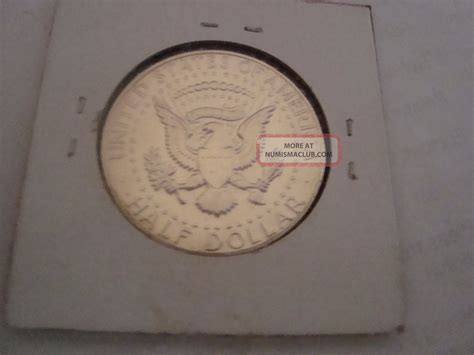 UNITED STATES OF AMERICA
MORE AT
NUMISMACLUB.COM
HALF DOLLAR